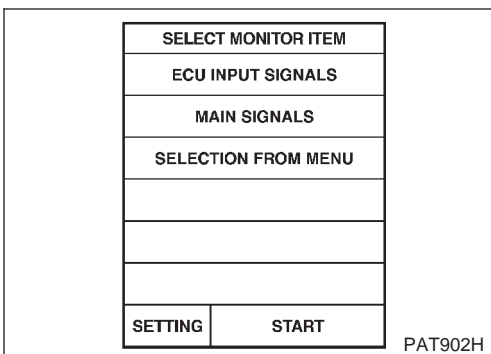 SELECT MONITOR ITEM
ECU INPUT SIGNALS
MAIN SIGNALS
SELECTION FROM MENU
SETTING START
PAT902H